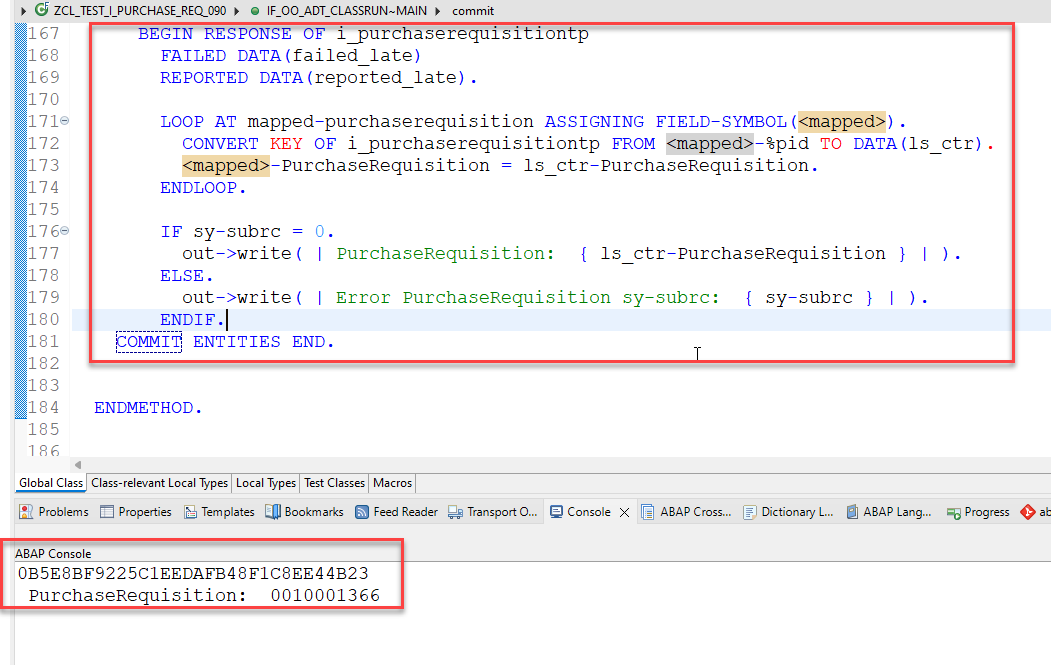 ZCL_TEST_I_PURCHASE_REQ_090 IF_OO_ADT_CLASSRUN~MAIN commit
167 BEGIN RESPONSE OF i_purchaserequisitiontp
168 FAILED DATA(failed_late)
169 REPORTED DATA(reported_late).
170
171 LOOP AT mapped-purchaserequisition ASSIGNING FIELD-SYMBOL(<mapped>).
172 CONVERT KEY OF i_purchaserequisitiontp FROM <mapped>-%pid TO DATA(ls_ctr).
173 <mapped>-PurchaseRequisition = ls_ctr-PurchaseRequisition.
174 ENDLOOP.
175
176 IF sy-subrc = 0.
177 out->write( | PurchaseRequisition:  { ls_ctr-PurchaseRequisition } | ).
178 ELSE.
179 out->write( | Error PurchaseRequisition sy-subrc:  { sy-subrc } | ).
180 ENDIF.
181 COMMIT ENTITIES END.
182
183
184 ENDMETHOD.
185
186
Global Class Class-relevant Local Types Local Types Test Classes Macros
Problems Properties Templates Bookmarks Feed Reader Transport O... Console ABAP Cross... Dictionary L... ABAP Lang... Progress ab
ABAP Console
0B5E8BF9225C1EEDAFB48F1C8EE44B23
PurchaseRequisition:  0010001366